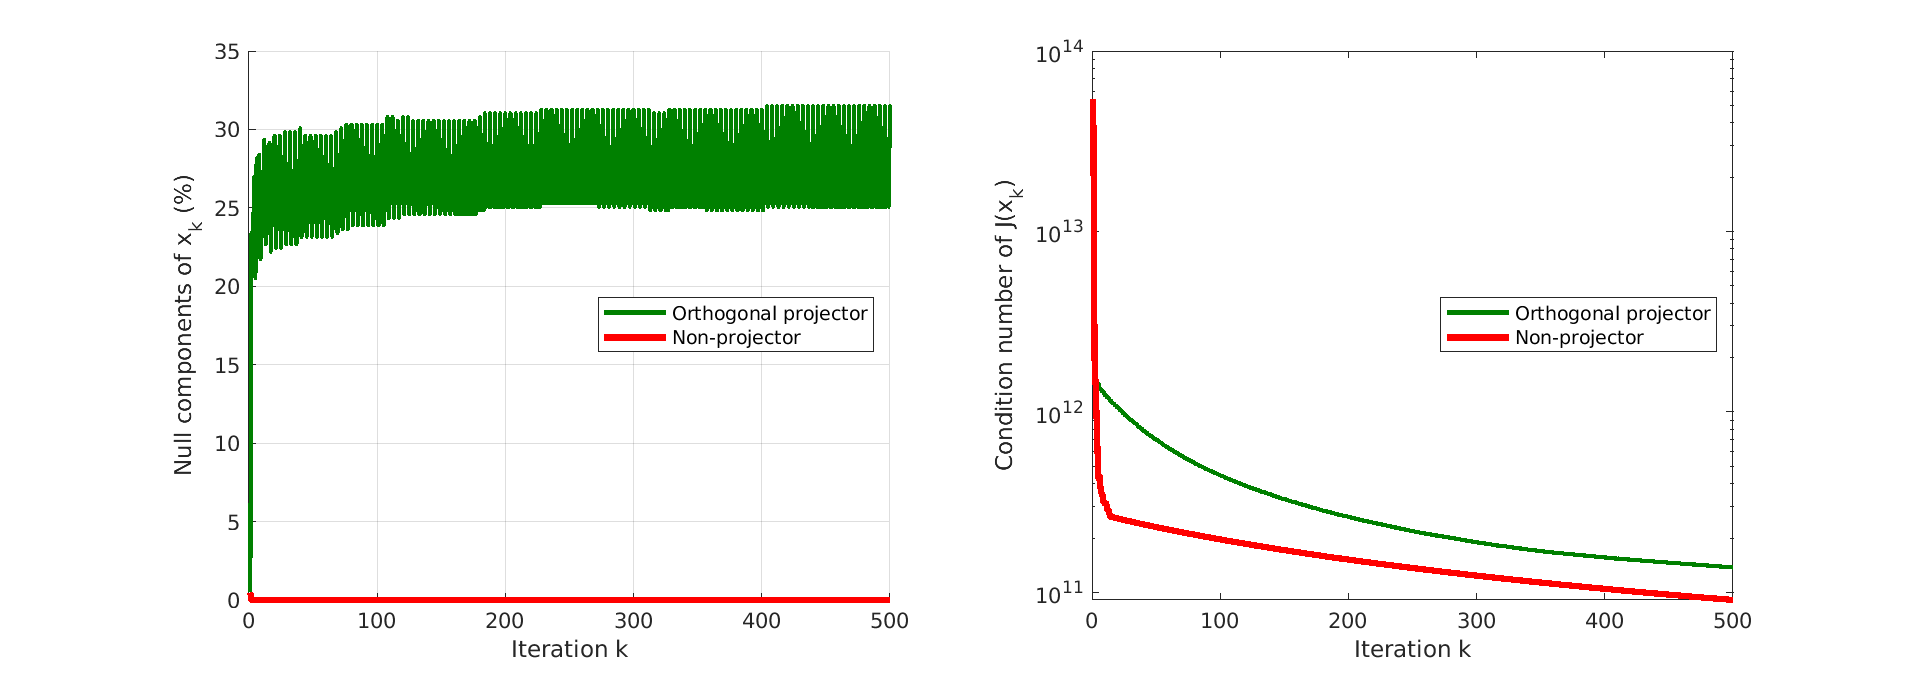 35
30
25
20
15
10
5
0
0 100 200 300 400 500
Null components of x_k (%)
Iteration k
Orthogonal projector
Non-projector
10^14
10^13
10^12
10^11
0 100 200 300 400 500
Condition number of J(x_k)
Iteration k
Orthogonal projector
Non-projector